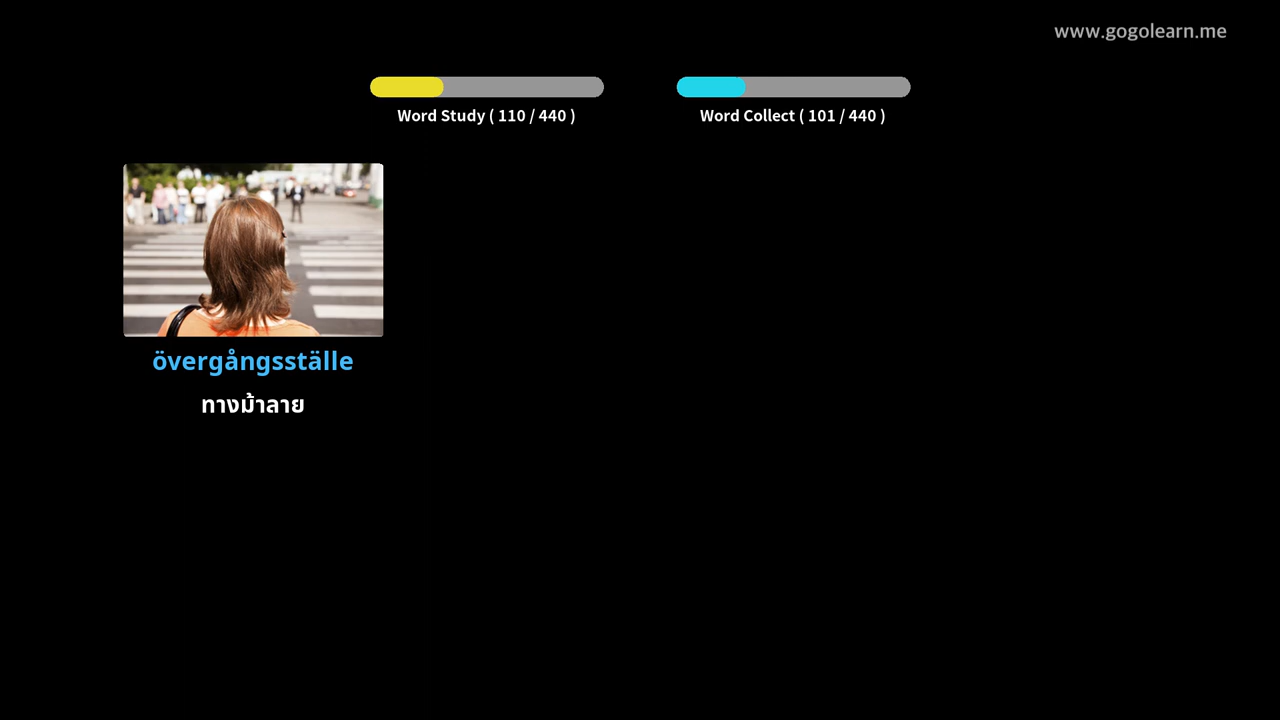 www.gogolearn.me
Word Study ( 110 / 440 )
Word Collect ( 101 / 440 )
övergångsställe
ทางม้าลาย